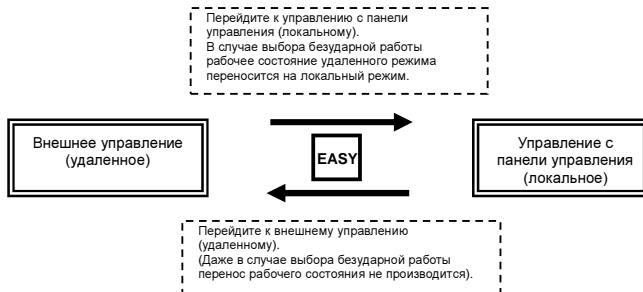 Перейдите к управлению с панели
управления (локальному).
В случае выбора безударной работы
рабочее состояние удаленного режима
переносится на локальный режим.
Внешнее управление
(удаленное)
EASY
Управление с
панели управления
(локальное)
Перейдите к внешнему управлению
(удаленному).
(Даже в случае выбора безударной работы
перенос рабочего состояния не производится).